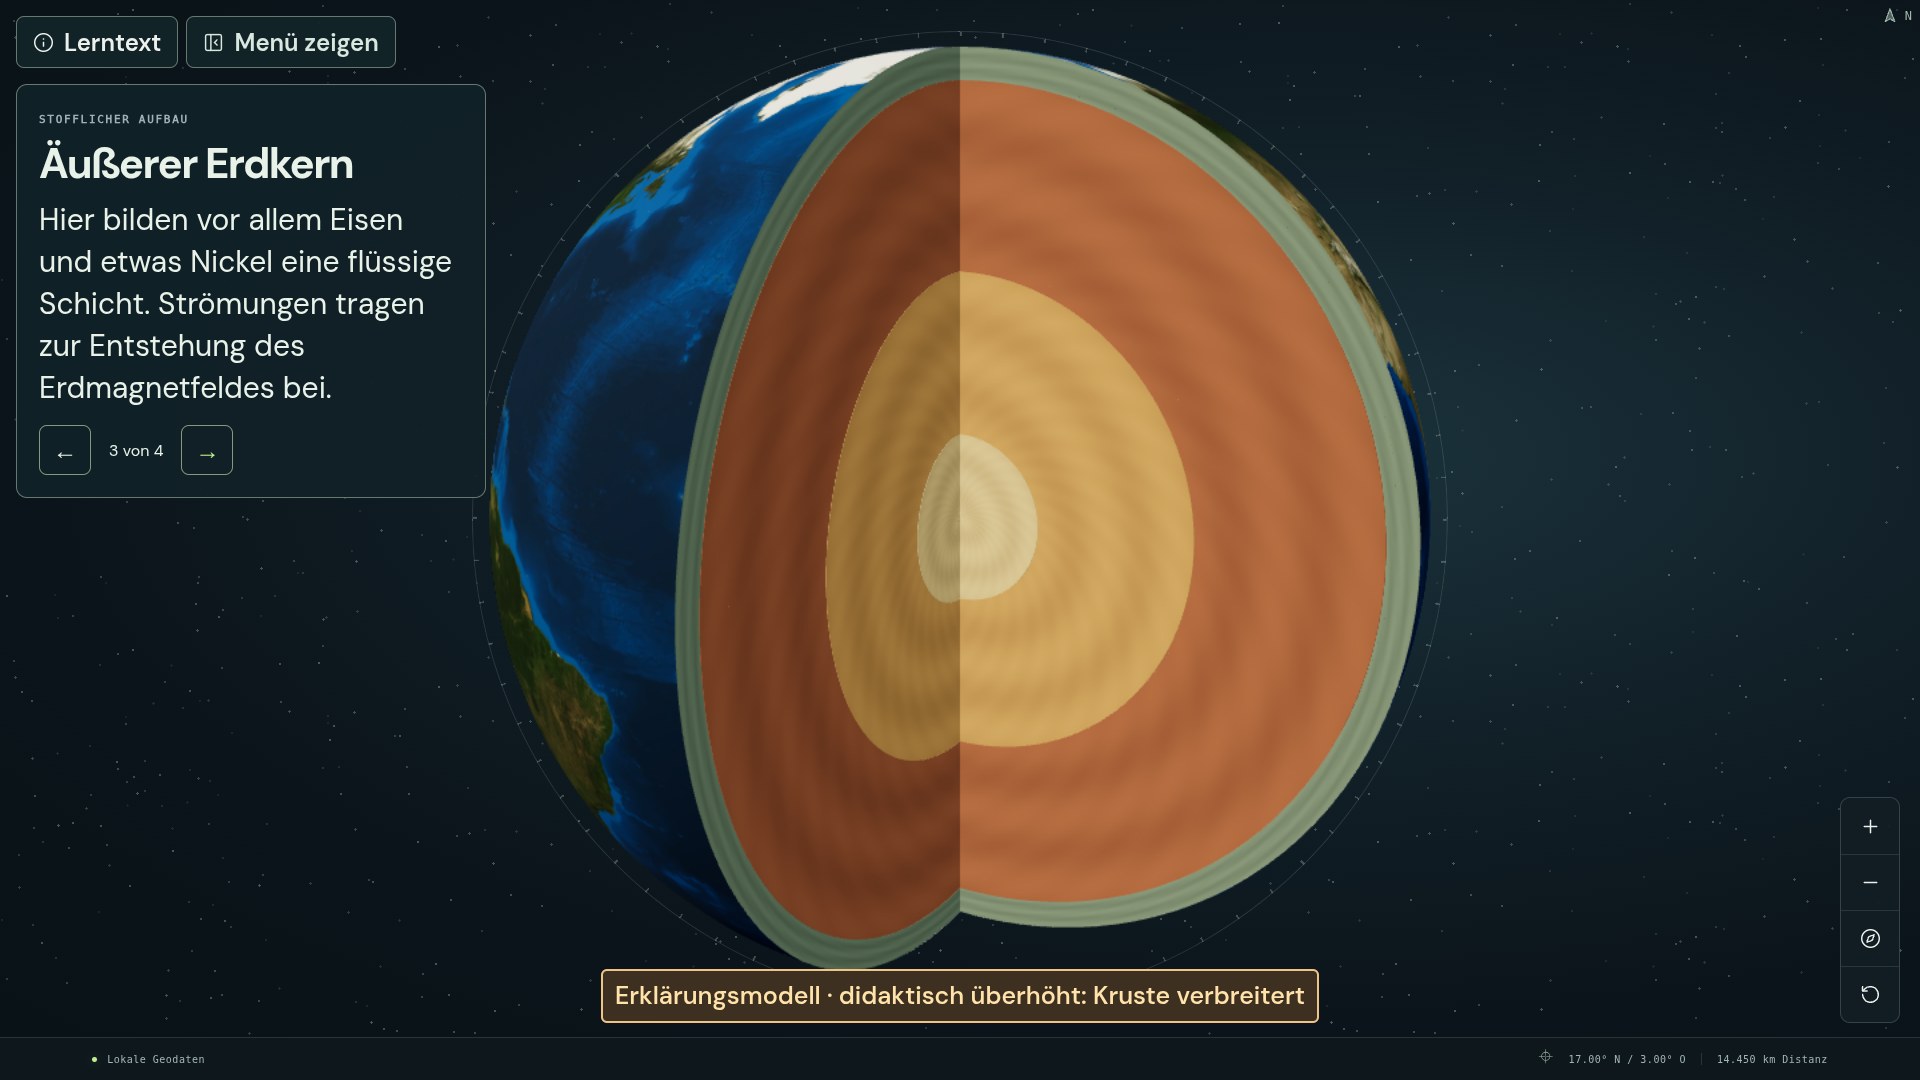 Lerntext
Menü zeigen
N
STOFFLICHER AUFBAU
Äußerer Erdkern
Hier bilden vor allem Eisen
und etwas Nickel eine flüssige
Schicht. Strömungen tragen
zur Entstehung des
Erdmagnetfeldes bei.
← 3 von 4 →
Erklärungsmodell · didaktisch überhöht: Kruste verbreitert
Lokale Geodaten
17.00° N / 3.00° O
14.450 km Distanz